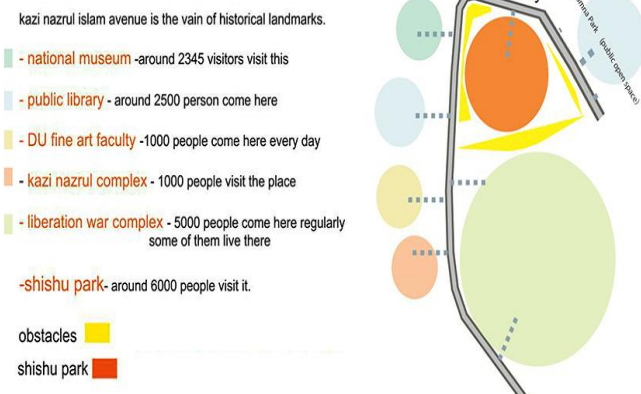 kazi nazrul islam avenue is the vain of historical landmarks.
- national museum -around 2345 visitors visit this
- public library - around 2500 person come here
- DU fine art faculty -1000 people come here every day
- kazi nazrul complex - 1000 people visit the place
- liberation war complex - 5000 people come here regularly
some of them live there
-shishu park- around 6000 people visit it.
obstacles
shishu park
Park
(public open space)